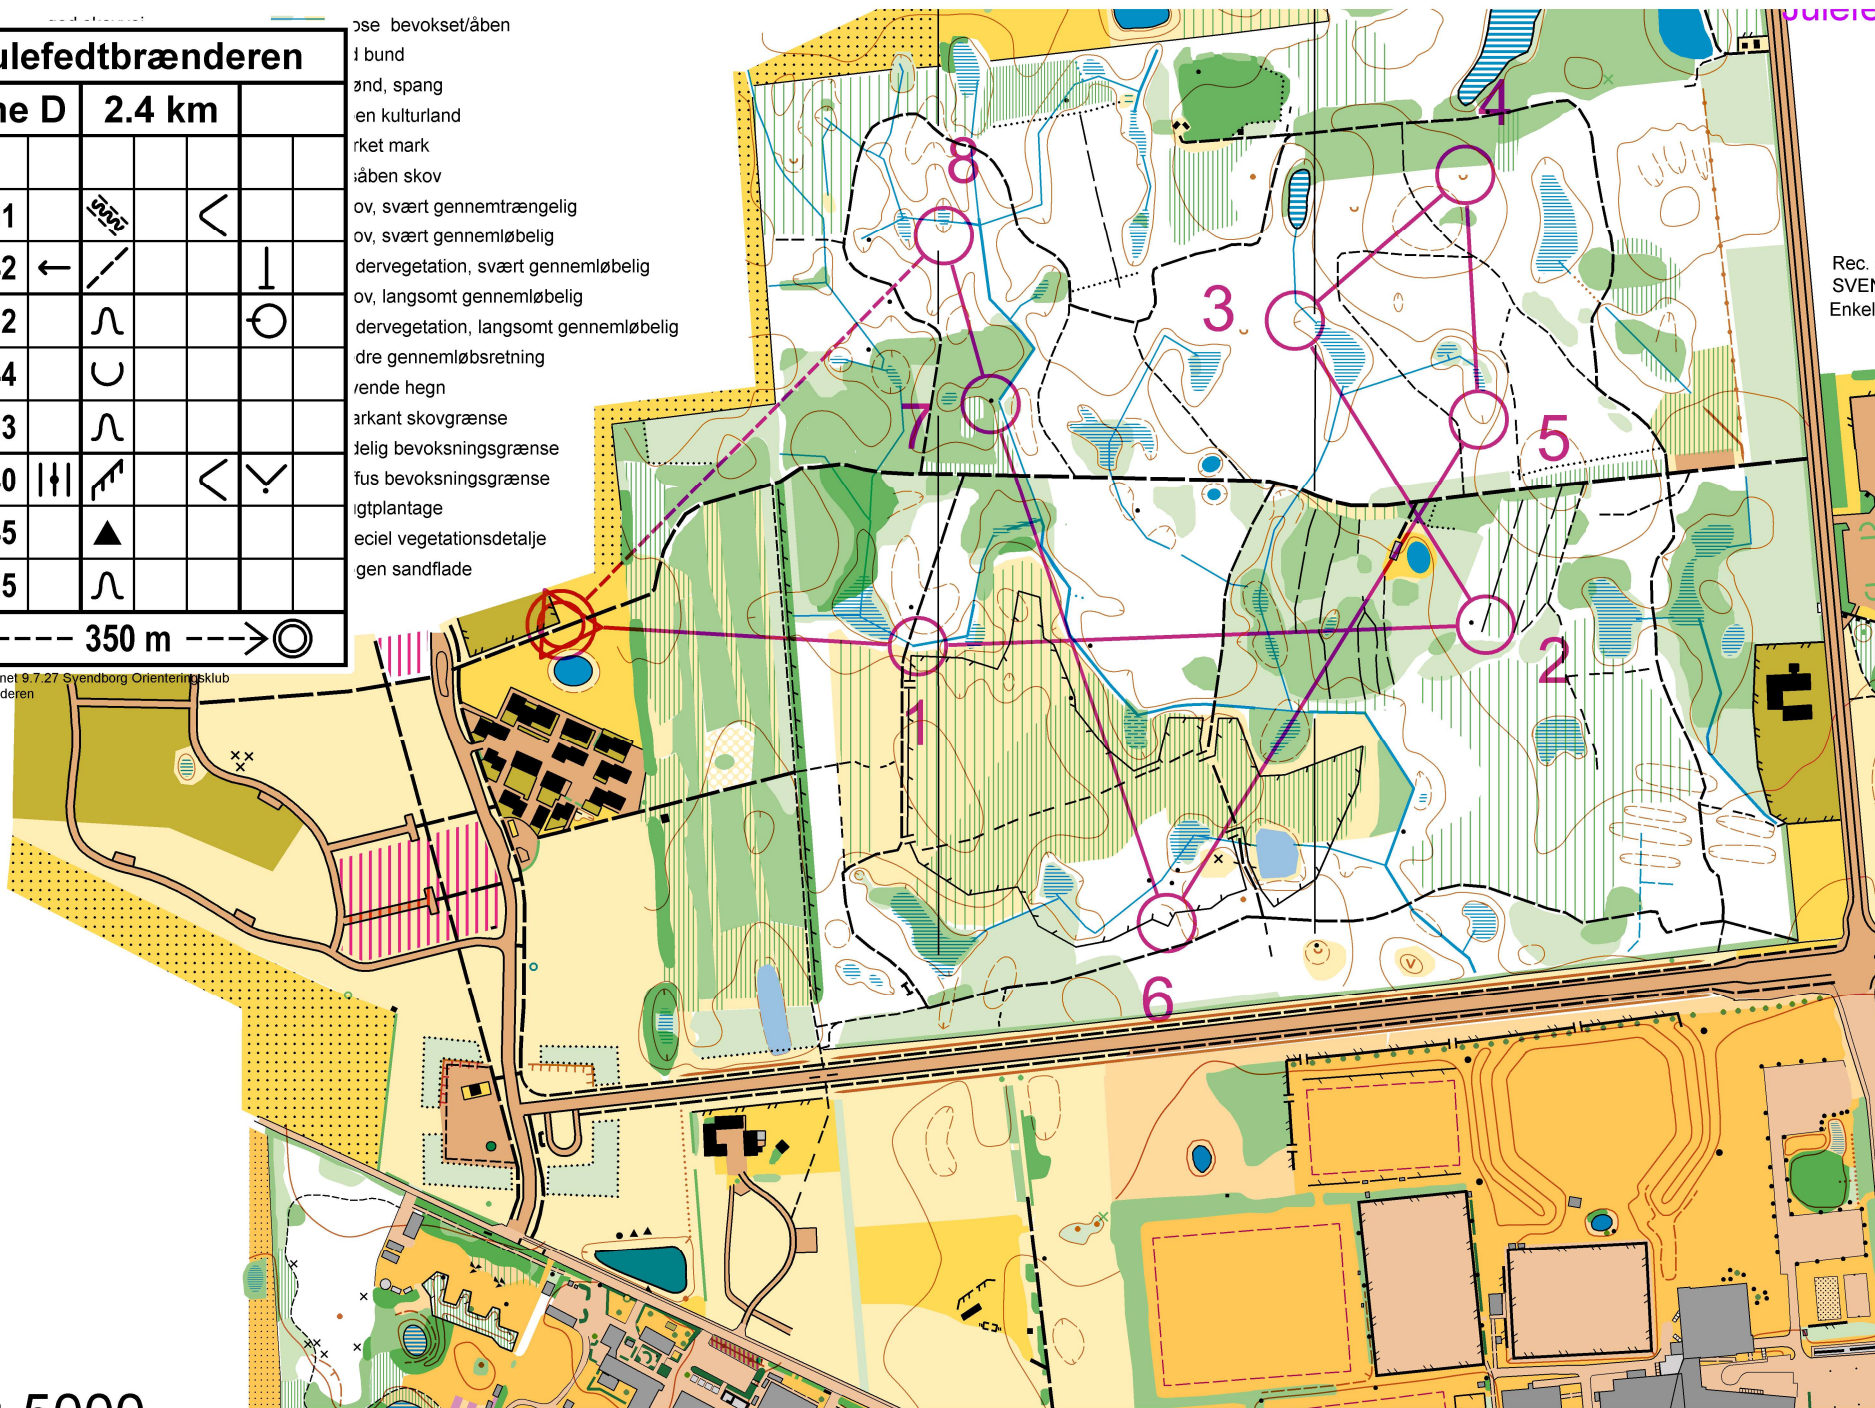 ulefedtbrænderen
ne D 2.4 km
1
2
2
4
3
0
5
5
350 m
ose bevokset/åben
d bund
ønd, spang
en kulturland
rket mark
såben skov
ov, svært gennemtrængelig
ov, svært gennemløbelig
dervegetation, svært gennemløbelig
ov, langsomt gennemløbelig
dervegetation, langsomt gennemløbelig
dre gennemløbsretning
vende hegn
arkant skovgrænse
delig bevoksningsgrænse
fus bevoksningsgrænse
gtplantage
eciel vegetationsdetalje
gen sandflade
net 9.7.27 Svendborg Orienteringsklub
deren
Rec.
SVEN
Enkel
8
4
3
7
5
2
1
6
5000